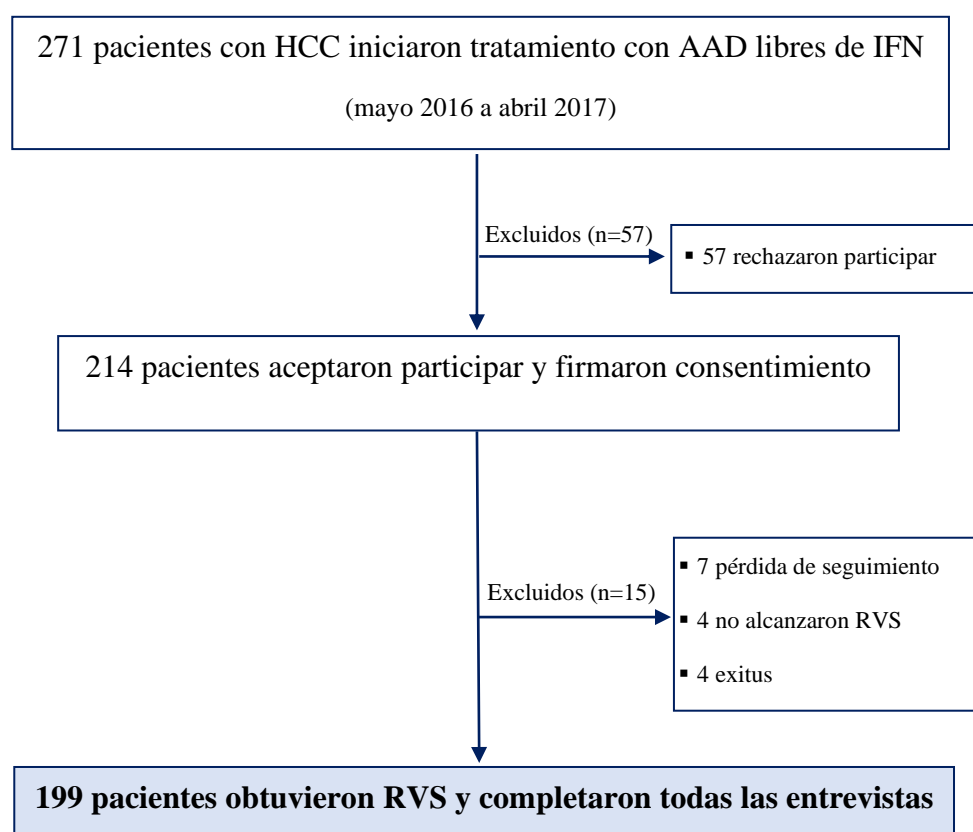 271 pacientes con HCC iniciaron tratamiento con AAD libres de IFN
(mayo 2016 a abril 2017)
Excluidos (n=57)
▪ 57 rechazaron participar
214 pacientes aceptaron participar y firmaron consentimiento
▪ 7 pérdida de seguimiento
Excluidos (n=15)
▪ 4 no alcanzaron RVS
▪ 4 exitus
199 pacientes obtuvieron RVS y completaron todas las entrevistas